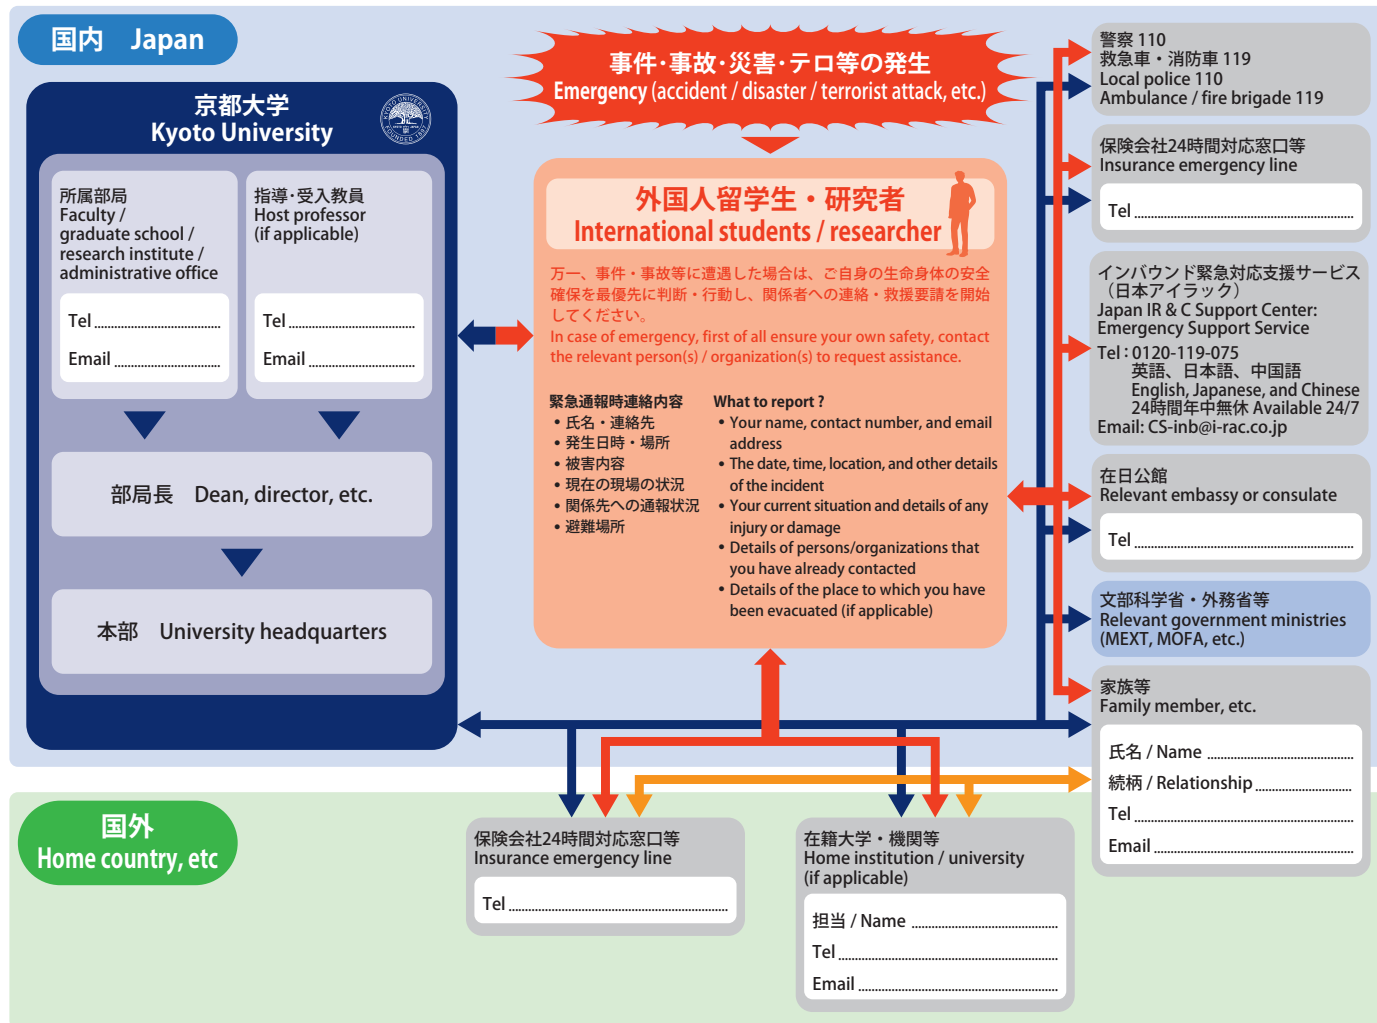 国内 Japan
京都大学
Kyoto University
KYOTO UNIVERSITY
FOUNDED 1897
所属部局
Faculty /
graduate school /
research institute /
administrative office
Tel
Email
指導・受入教員
Host professor
(if applicable)
Tel
Email
部局長 Dean, director, etc.
本部 University headquarters
事件・事故・災害・テロ等の発生
Emergency (accident / disaster / terrorist attack, etc.)
外国人留学生・研究者
International students / researcher
万一、事件・事故等に遭遇した場合は、ご自身の生命身体の安全
確保を最優先に判断・行動し、関係者への連絡・救援要請を開始
してください。
In case of emergency, first of all ensure your own safety, contact
the relevant person(s) / organization(s) to request assistance.
緊急通報時連絡内容
• 氏名・連絡先
• 発生日時・場所
• 被害内容
• 現在の現場の状況
• 関係先への通報状況
• 避難場所
What to report ?
• Your name, contact number, and email
address
• The date, time, location, and other details
of the incident
• Your current situation and details of any
injury or damage
• Details of persons/organizations that
you have already contacted
• Details of the place to which you have
been evacuated (if applicable)
警察 110
救急車・消防車 119
Local police 110
Ambulance / fire brigade 119
保険会社24時間対応窓口等
Insurance emergency line
Tel
インバウンド緊急対応支援サービス
（日本アイラック）
Japan IR & C Support Center:
Emergency Support Service
Tel：0120-119-075
英語、日本語、中国語
English, Japanese, and Chinese
24時間年中無休 Available 24/7
Email: CS-inb@i-rac.co.jp
在日公館
Relevant embassy or consulate
Tel
文部科学省・外務省等
Relevant government ministries
(MEXT, MOFA, etc.)
家族等
Family member, etc.
氏名 / Name
続柄 / Relationship
Tel
Email
国外
Home country, etc
保険会社24時間対応窓口等
Insurance emergency line
Tel
在籍大学・機関等
Home institution / university
(if applicable)
担当 / Name
Tel
Email